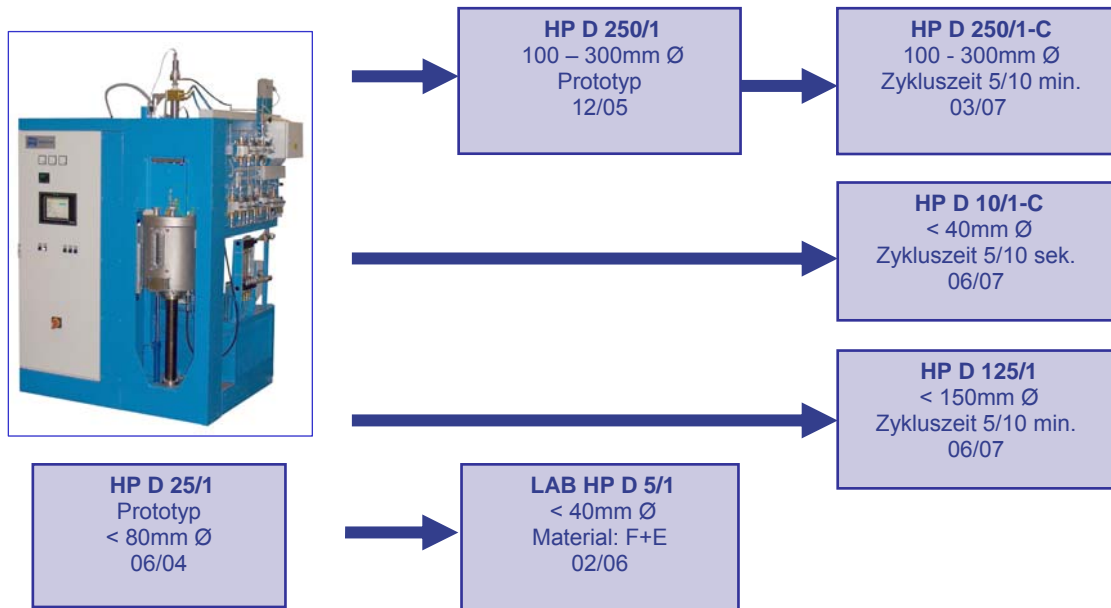 HP D 250/1
100 – 300mm Ø
Prototyp
12/05
HP D 250/1-C
100 - 300mm Ø
Zykluszeit 5/10 min.
03/07
HP D 10/1-C
< 40mm Ø
Zykluszeit 5/10 sek.
06/07
HP D 125/1
< 150mm Ø
Zykluszeit 5/10 min.
06/07
HP D 25/1
Prototyp
< 80mm Ø
06/04
LAB HP D 5/1
< 40mm Ø
Material: F+E
02/06